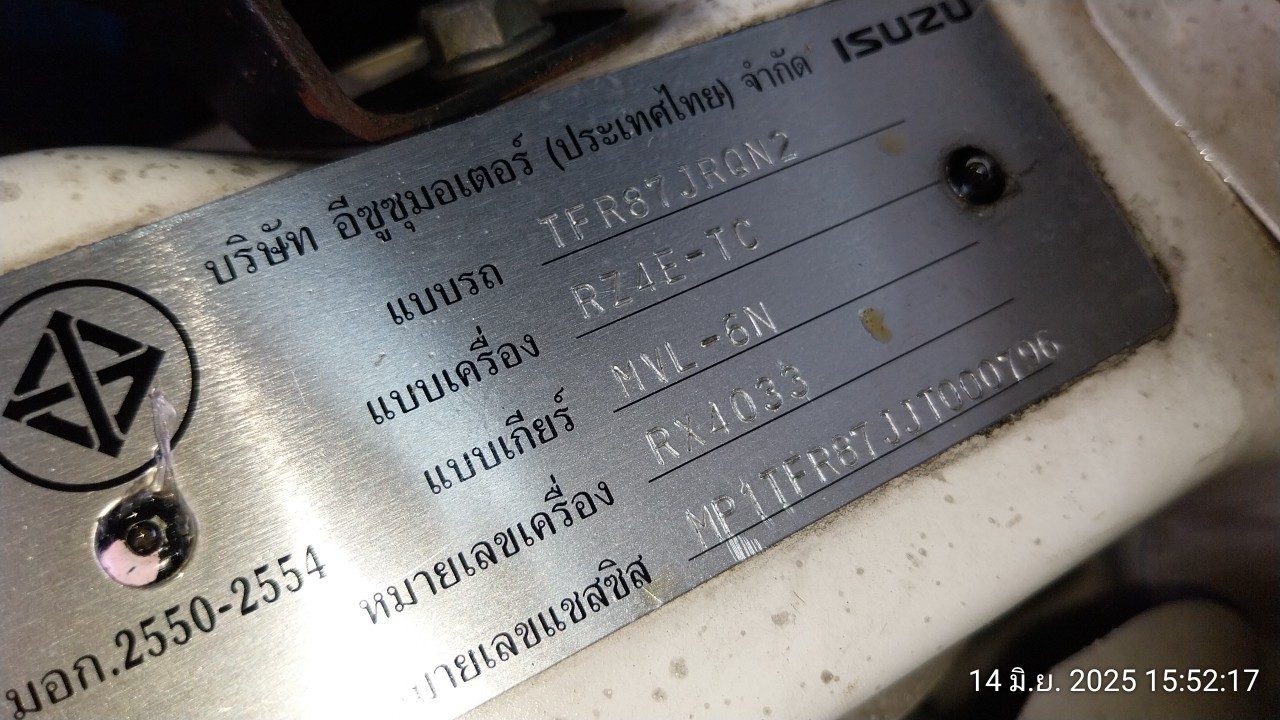 ISUZU
บริษัท อีซูซุมอเตอร์ (ประเทศไทย) จำกัด
แบบรถ TFR87JRQN2
แบบเครื่อง RZ4E-TC
แบบเกียร์ MVL-6N
หมายเลขเครื่อง RX4033
มายเลขแชสซิส MP1TFR87JJT000796
มอก.2550-2554
14 มิ.ย. 2025 15:52:17